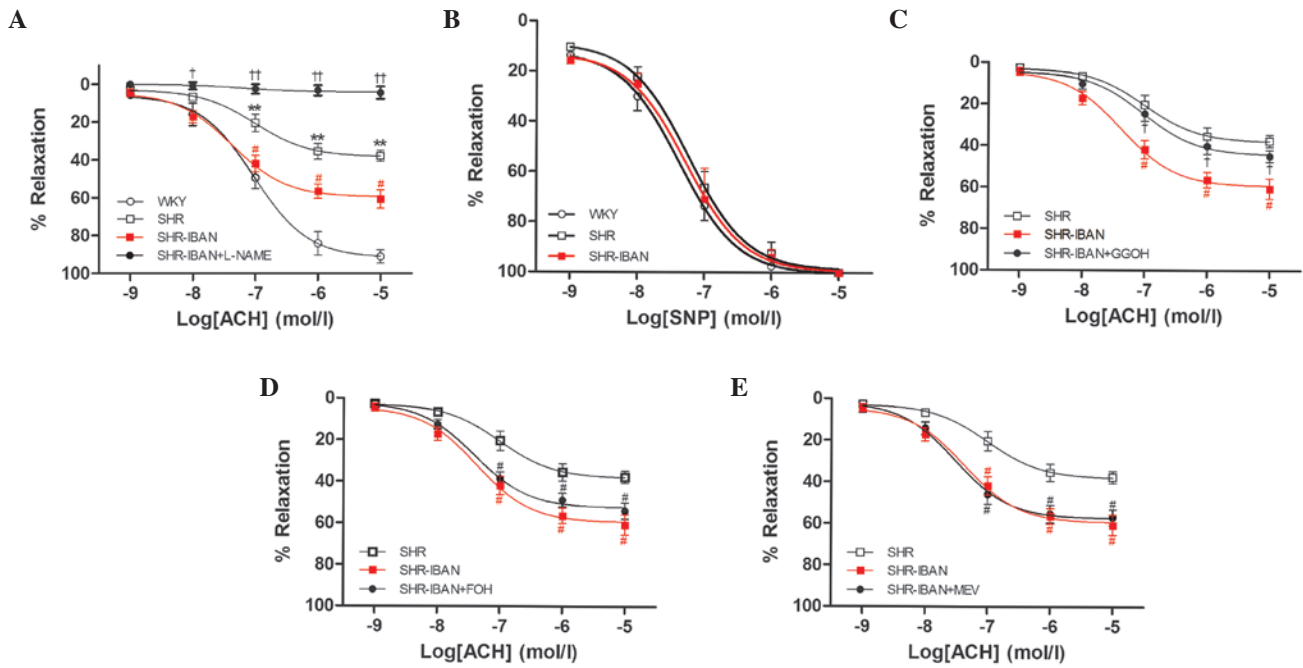 A
0
20
40
60
80
100
% Relaxation
†
††
††
††
**
**
**
#
#
#
WKY
SHR
SHR-IBAN
SHR-IBAN+L-NAME
-9 -8 -7 -6 -5
Log[ACH] (mol/l)
B
0
20
40
60
80
100
% Relaxation
WKY
SHR
SHR-IBAN
-9 -8 -7 -6 -5
Log[SNP] (mol/l)
C
0
20
40
60
80
100
% Relaxation
†
†
†
#
#
#
SHR
SHR-IBAN
SHR-IBAN+GGOH
-9 -8 -7 -6 -5
Log[ACH] (mol/l)
D
0
20
40
60
80
100
% Relaxation
#
#
#
#
#
#
SHR
SHR-IBAN
SHR-IBAN+FOH
-9 -8 -7 -6 -5
Log[ACH] (mol/l)
E
0
20
40
60
80
100
% Relaxation
#
#
#
#
#
#
SHR
SHR-IBAN
SHR-IBAN+MEV
-9 -8 -7 -6 -5
Log[ACH] (mol/l)